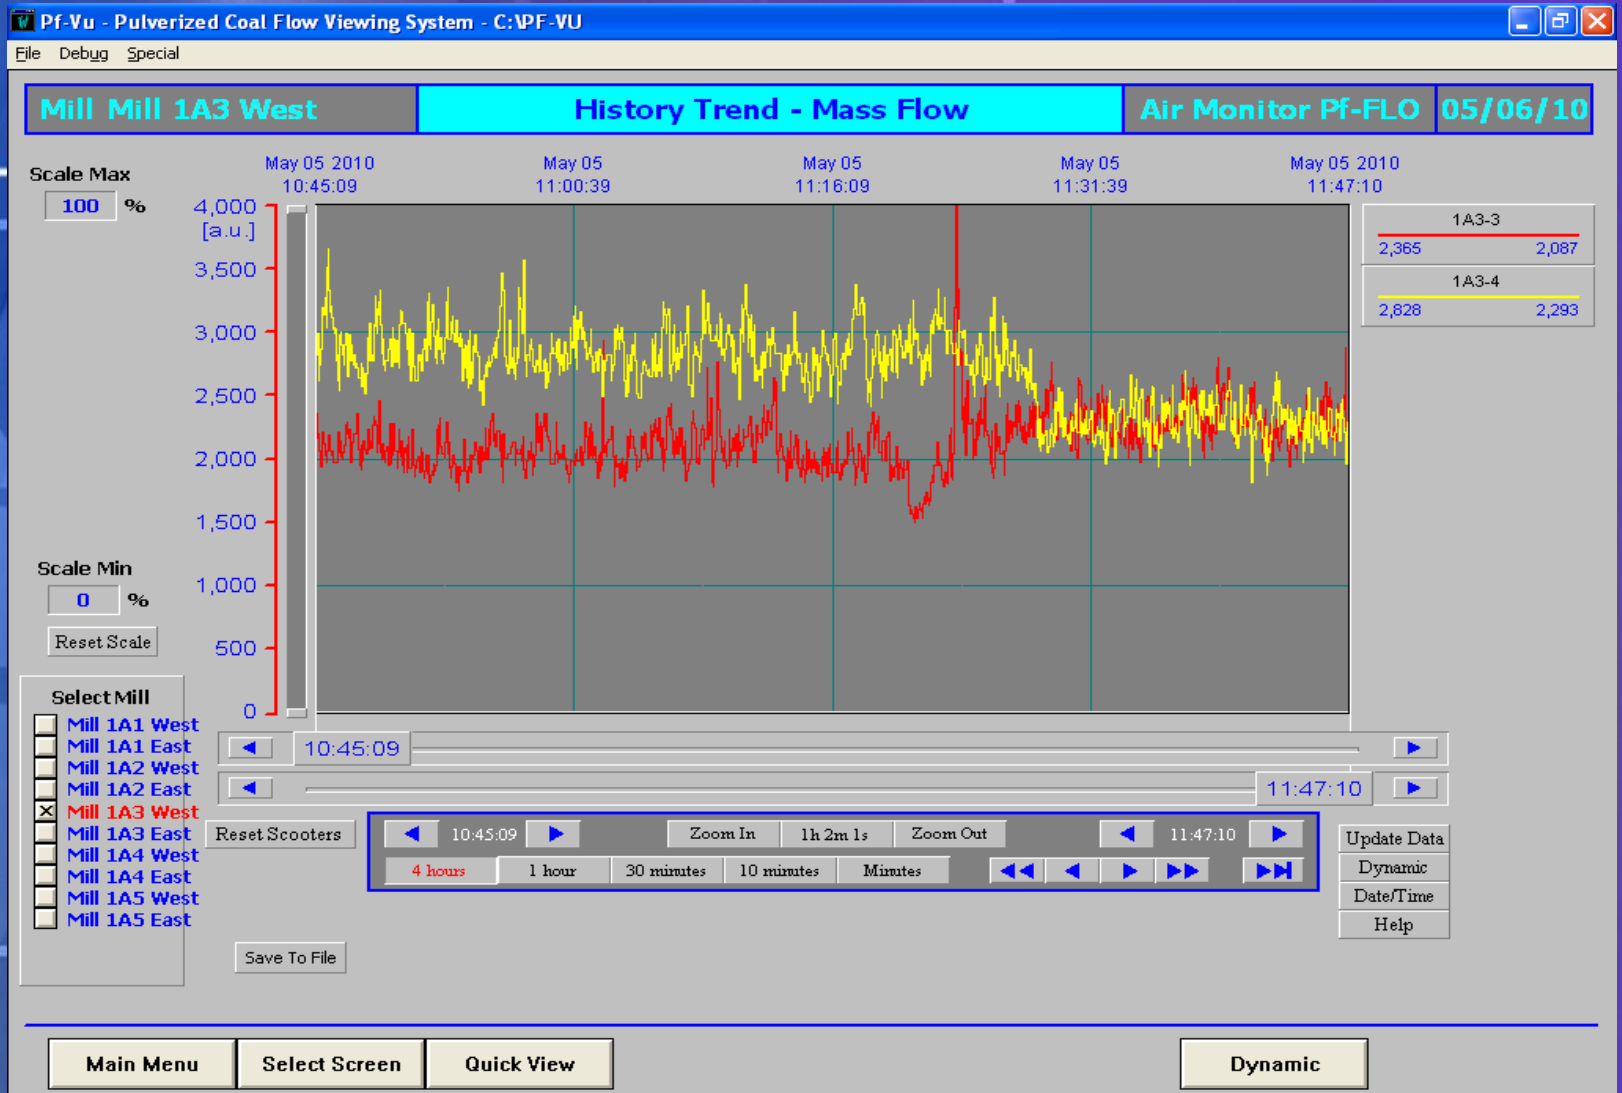 Pf-Vu - Pulverized Coal Flow Viewing System - C:\PF-VU
File Debug Special
Mill Mill 1A3 West
History Trend - Mass Flow
Air Monitor Pf-FLO
05/06/10
May 05 2010 May 05 May 05 May 05 May 05 2010
10:45:09 11:00:39 11:16:09 11:31:39 11:47:10
Scale Max
100 %
4,000
[a.u.]
3,500
3,000
2,500
2,000
1,500
1,000
500
0
1A3-3
2,365 2,087
1A3-4
2,828 2,293
Scale Min
0 %
Reset Scale
Select Mill
Mill 1A1 West
Mill 1A1 East
Mill 1A2 West
Mill 1A2 East
Mill 1A3 West
Mill 1A3 East
Mill 1A4 West
Mill 1A4 East
Mill 1A5 West
Mill 1A5 East
10:45:09
11:47:10
Reset Scooters
10:45:09 Zoom In 1h 2m 1s Zoom Out 11:47:10
4 hours 1 hour 30 minutes 10 minutes Minutes
Update Data
Dynamic
Date/Time
Help
Save To File
Main Menu Select Screen Quick View Dynamic